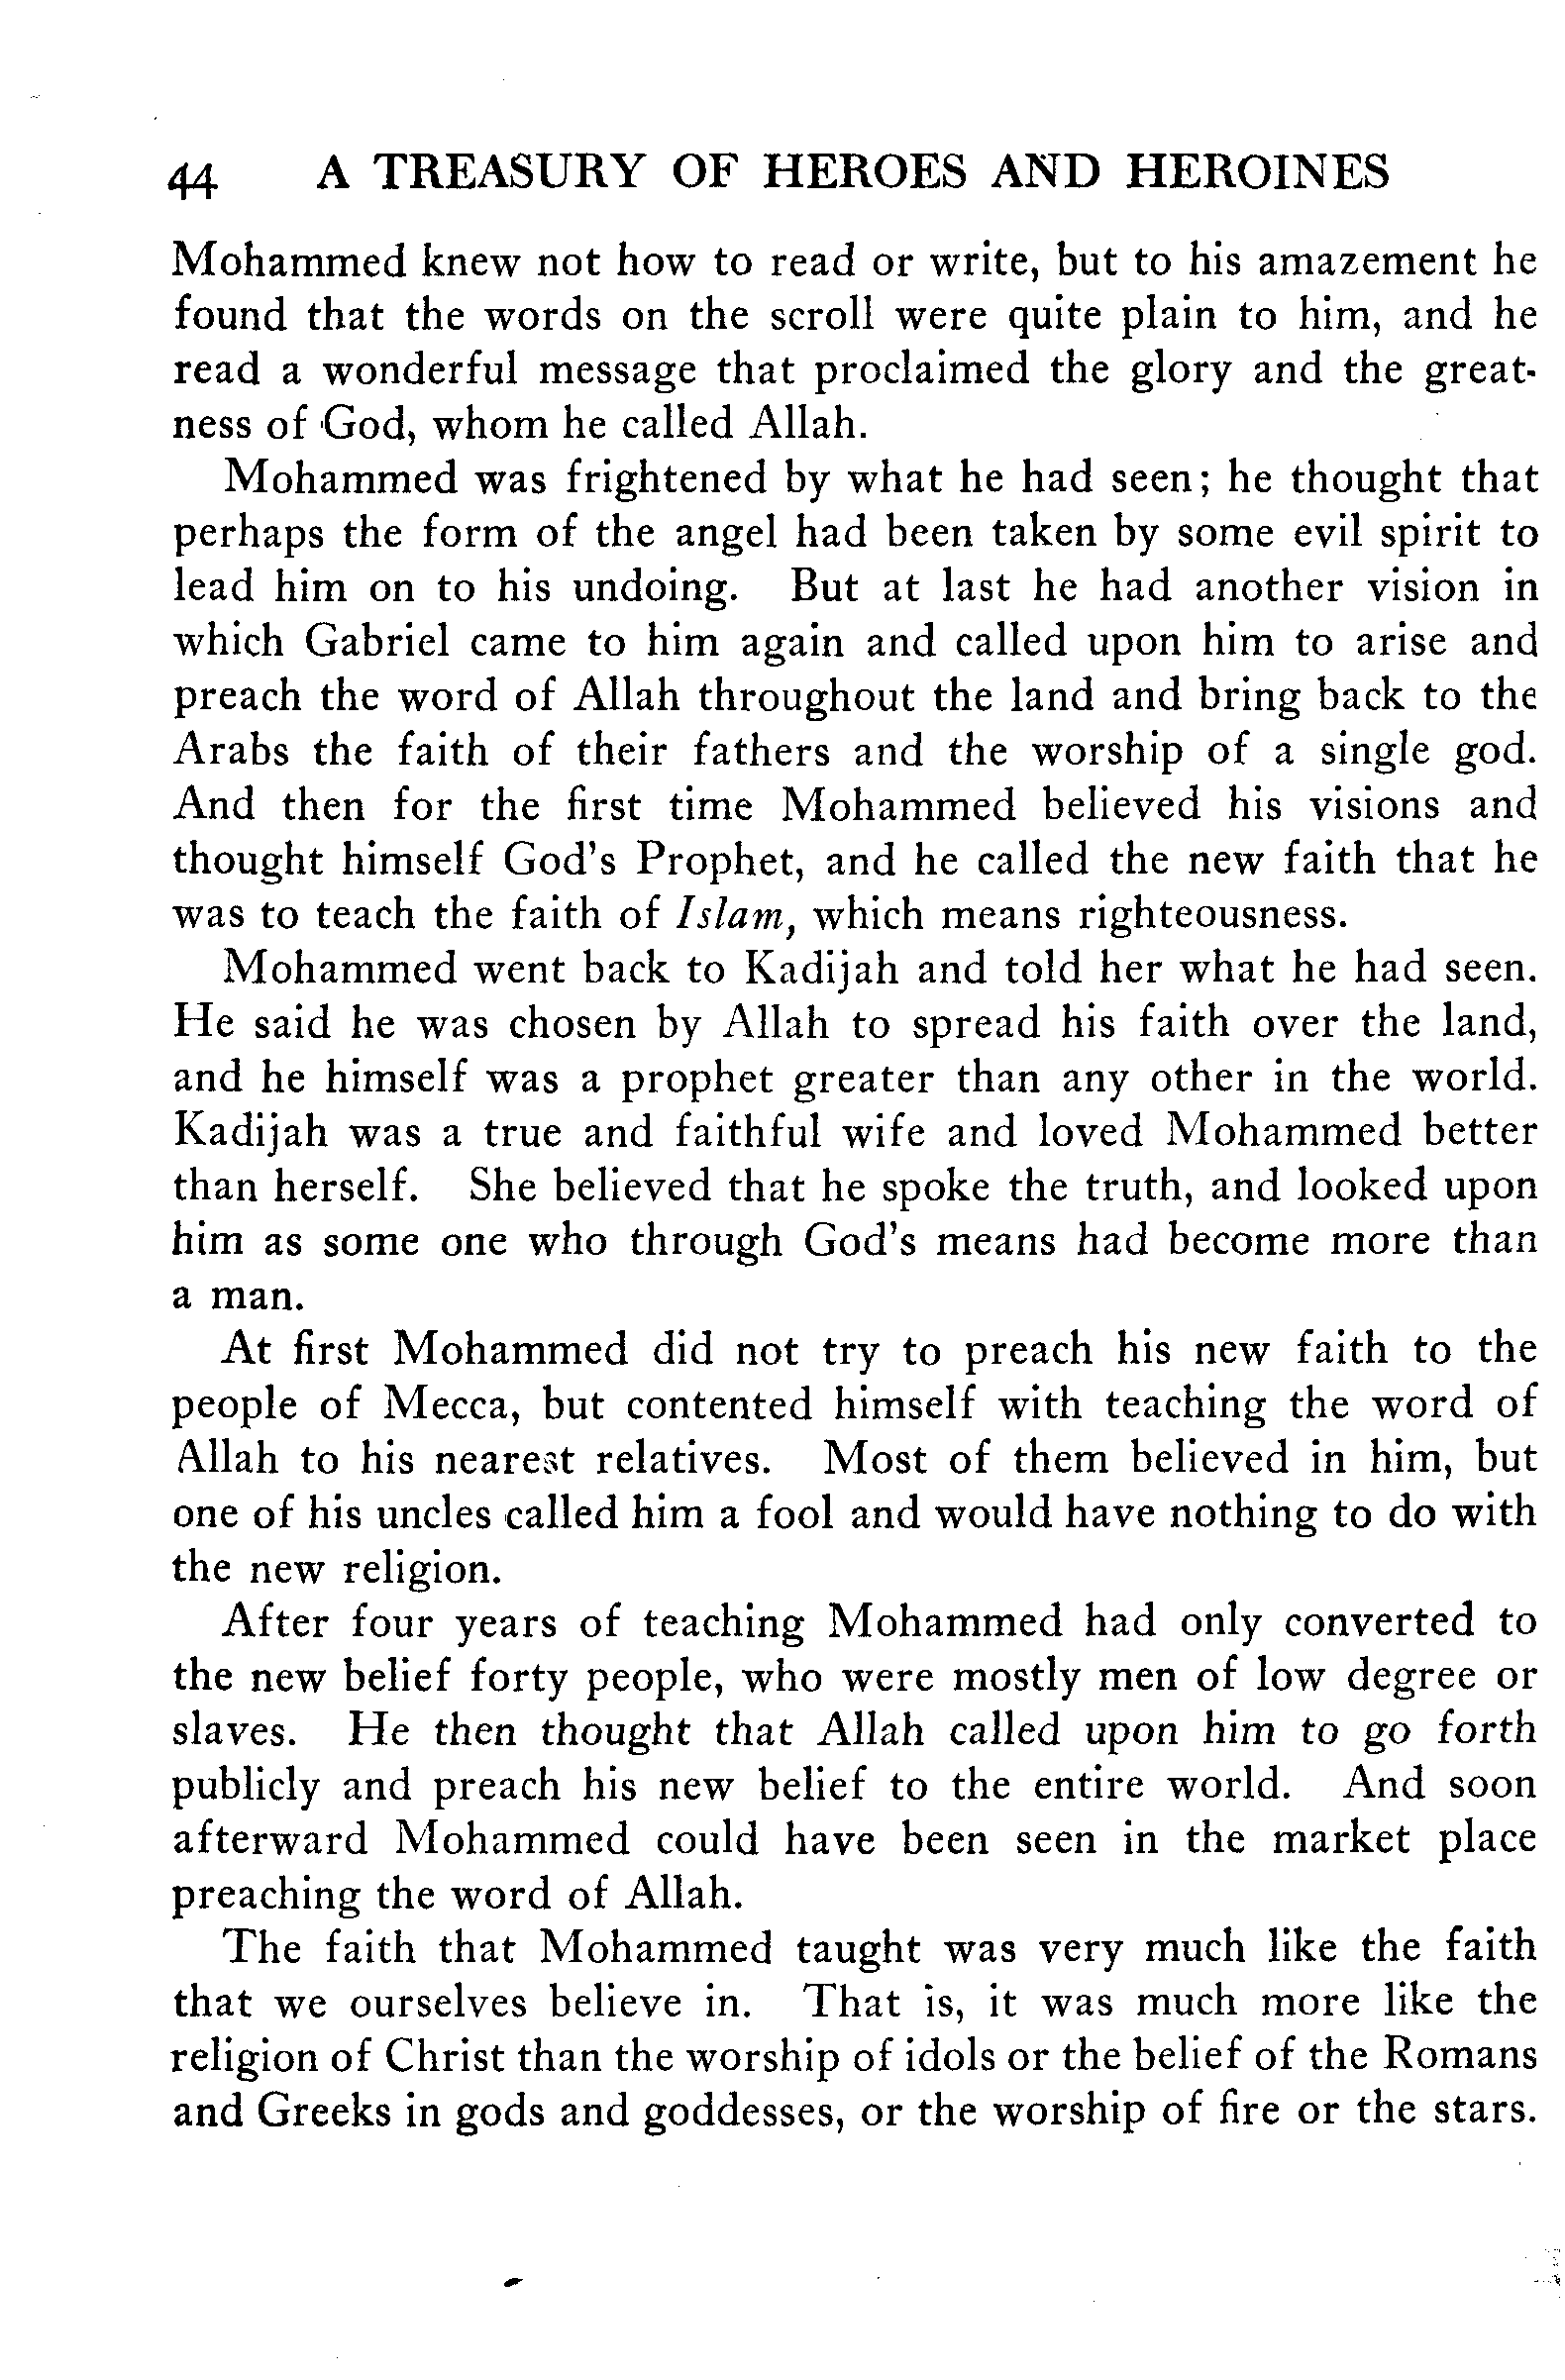 44 A TREASURY OF HEROES AND HEROINES
Mohammed knew not how to read or write, but to his amazement he
found that the words on the scroll were quite plain to him, and he
read a wonderful message that proclaimed the glory and the great-
ness of God, whom he called Allah.
Mohammed was frightened by what he had seen; he thought that
perhaps the form of the angel had been taken by some evil spirit to
lead him on to his undoing. But at last he had another vision in
which Gabriel came to him again and called upon him to arise and
preach the word of Allah throughout the land and bring back to the
Arabs the faith of their fathers and the worship of a single god.
And then for the first time Mohammed believed his visions and
thought himself God's Prophet, and he called the new faith that he
was to teach the faith of Islam, which means righteousness.
Mohammed went back to Kadijah and told her what he had seen.
He said he was chosen by Allah to spread his faith over the land,
and he himself was a prophet greater than any other in the world.
Kadijah was a true and faithful wife and loved Mohammed better
than herself. She believed that he spoke the truth, and looked upon
him as some one who through God's means had become more than
a man.
At first Mohammed did not try to preach his new faith to the
people of Mecca, but contented himself with teaching the word of
Allah to his nearest relatives. Most of them believed in him, but
one of his uncles called him a fool and would have nothing to do with
the new religion.
After four years of teaching Mohammed had only converted to
the new belief forty people, who were mostly men of low degree or
slaves. He then thought that Allah called upon him to go forth
publicly and preach his new belief to the entire world. And soon
afterward Mohammed could have been seen in the market place
preaching the word of Allah.
The faith that Mohammed taught was very much like the faith
that we ourselves believe in. That is, it was much more like the
religion of Christ than the worship of idols or the belief of the Romans
and Greeks in gods and goddesses, or the worship of fire or the stars.